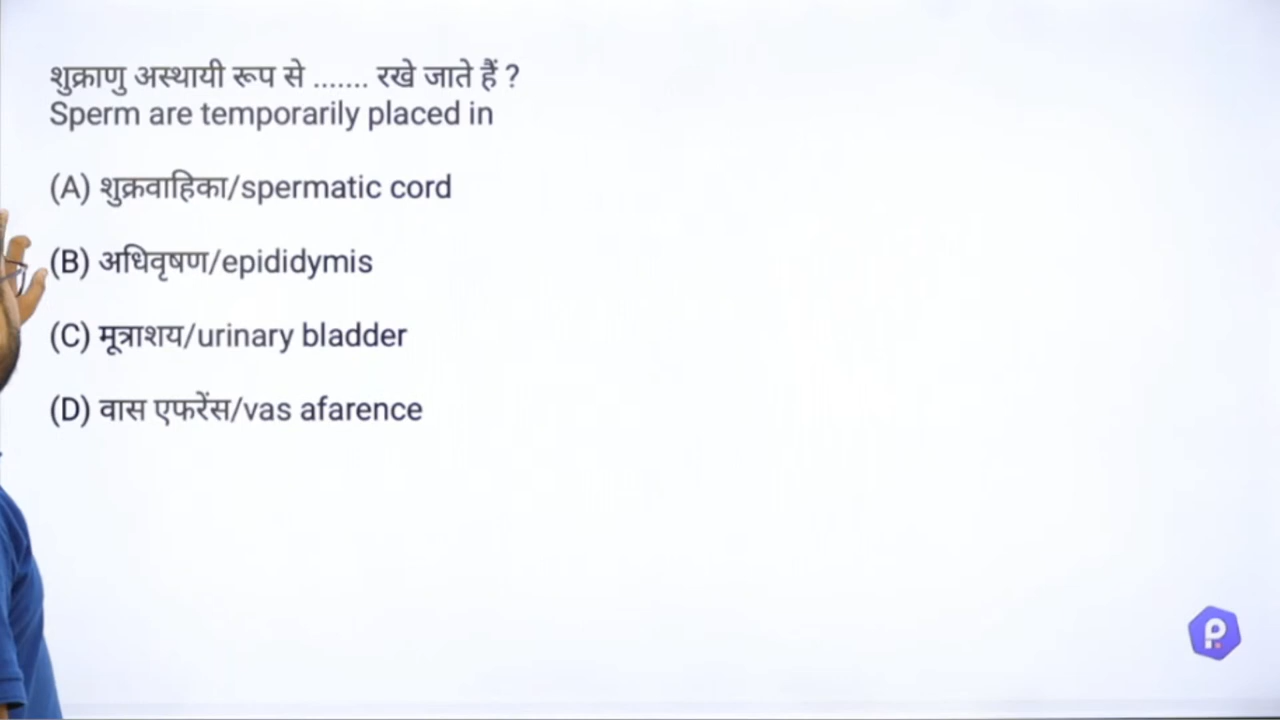 शुक्राणु अस्थायी रूप से ....... रखे जाते हैं ?
Sperm are temporarily placed in
(A) शुक्रवाहिका/spermatic cord
(B) अधिवृषण/epididymis
(C) मूत्राशय/urinary bladder
(D) वास एफरेंस/vas afarence